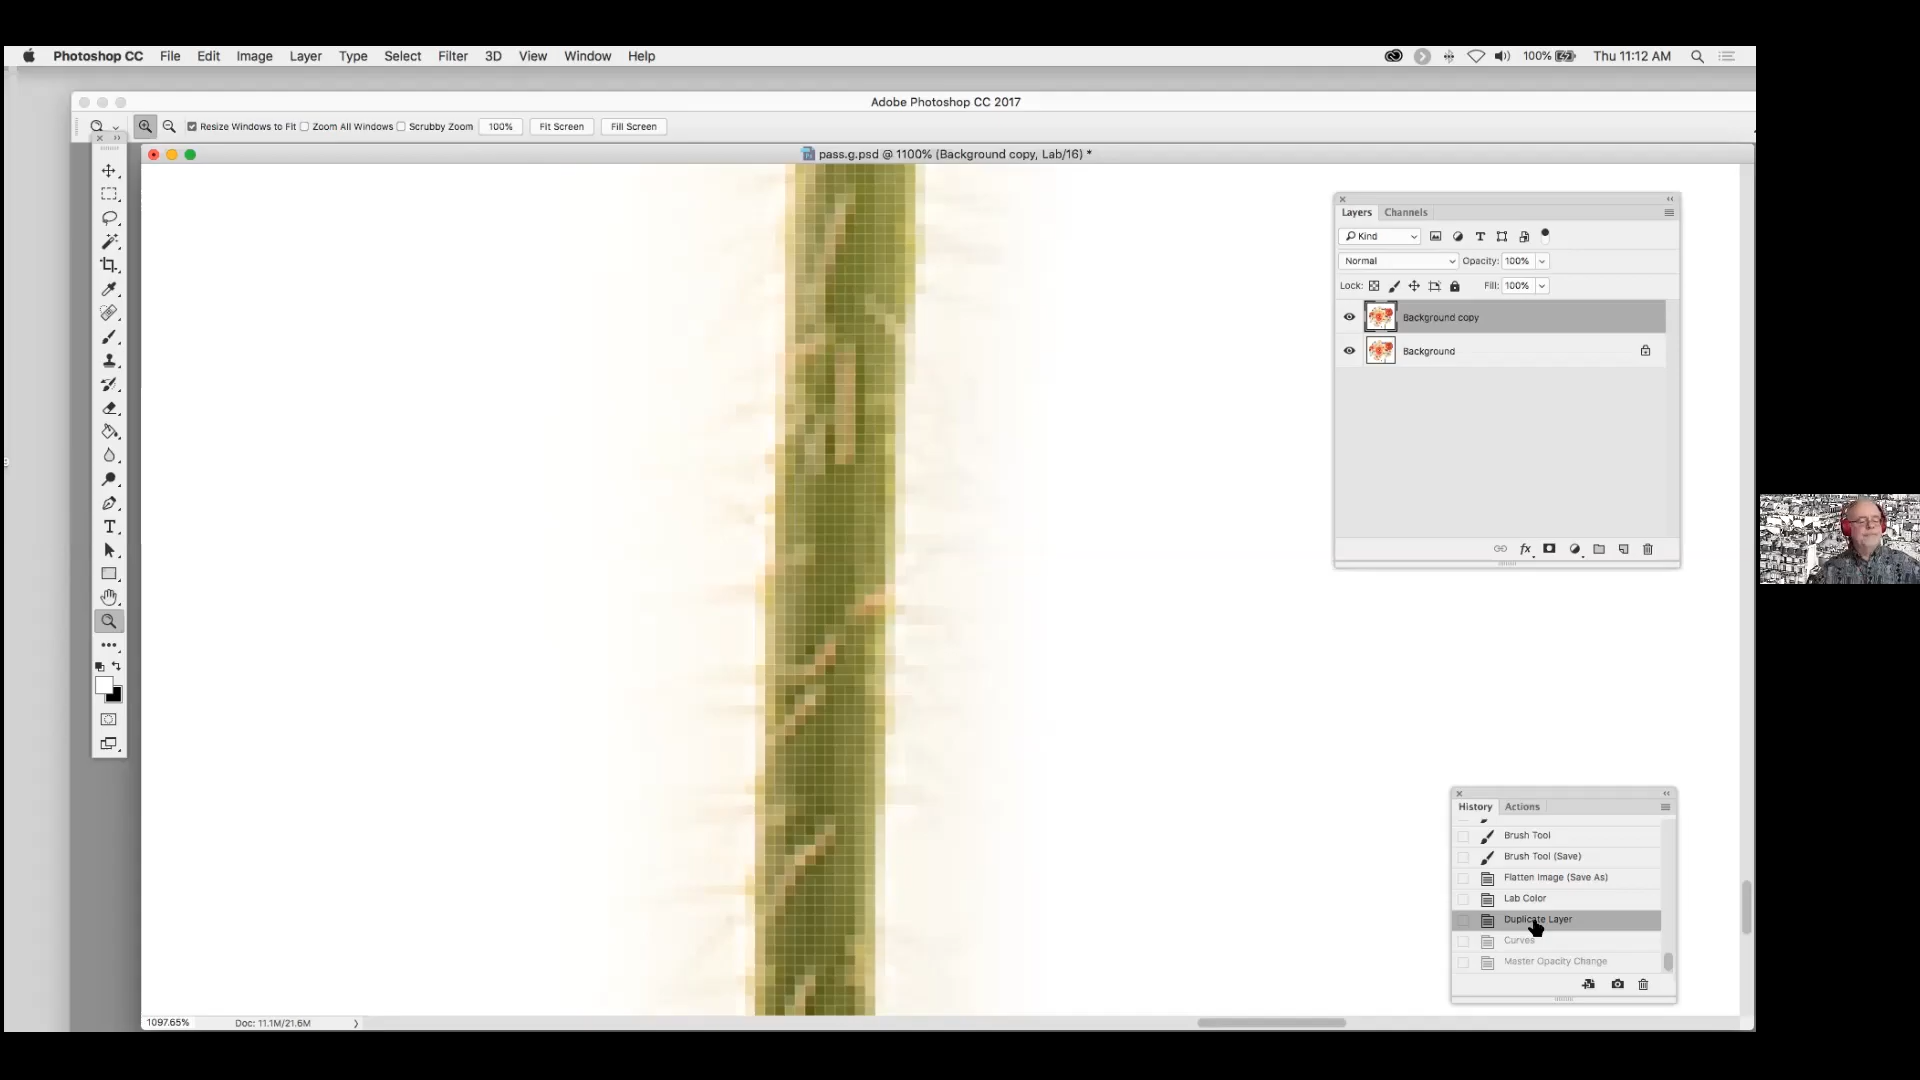 Photoshop CC File Edit Image Layer Type Select Filter 3D View Window Help 100% Thu 11:12 AM
Adobe Photoshop CC 2017
Resize Windows to Fit Zoom All Windows Scrubby Zoom 100% Fit Screen Fill Screen
pass.g.psd @ 1100% (Background copy, Lab/16) *
Layers Channels
Kind
Normal Opacity: 100%
Lock: Fill: 100%
Background copy
Background
fx
History Actions
Brush Tool
Brush Tool (Save)
Flatten Image (Save As)
Lab Color
Duplicate Layer
Curves
Master Opacity Change
1097.65% Doc: 11.1M/21.6M